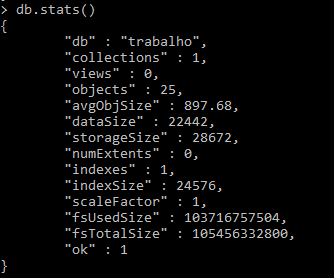 > db.stats()
{
        "db" : "trabalho",
        "collections" : 1,
        "views" : 0,
        "objects" : 25,
        "avgObjSize" : 897.68,
        "dataSize" : 22442,
        "storageSize" : 28672,
        "numExtents" : 0,
        "indexes" : 1,
        "indexSize" : 24576,
        "scaleFactor" : 1,
        "fsUsedSize" : 103716757504,
        "fsTotalSize" : 105456332800,
        "ok" : 1
}